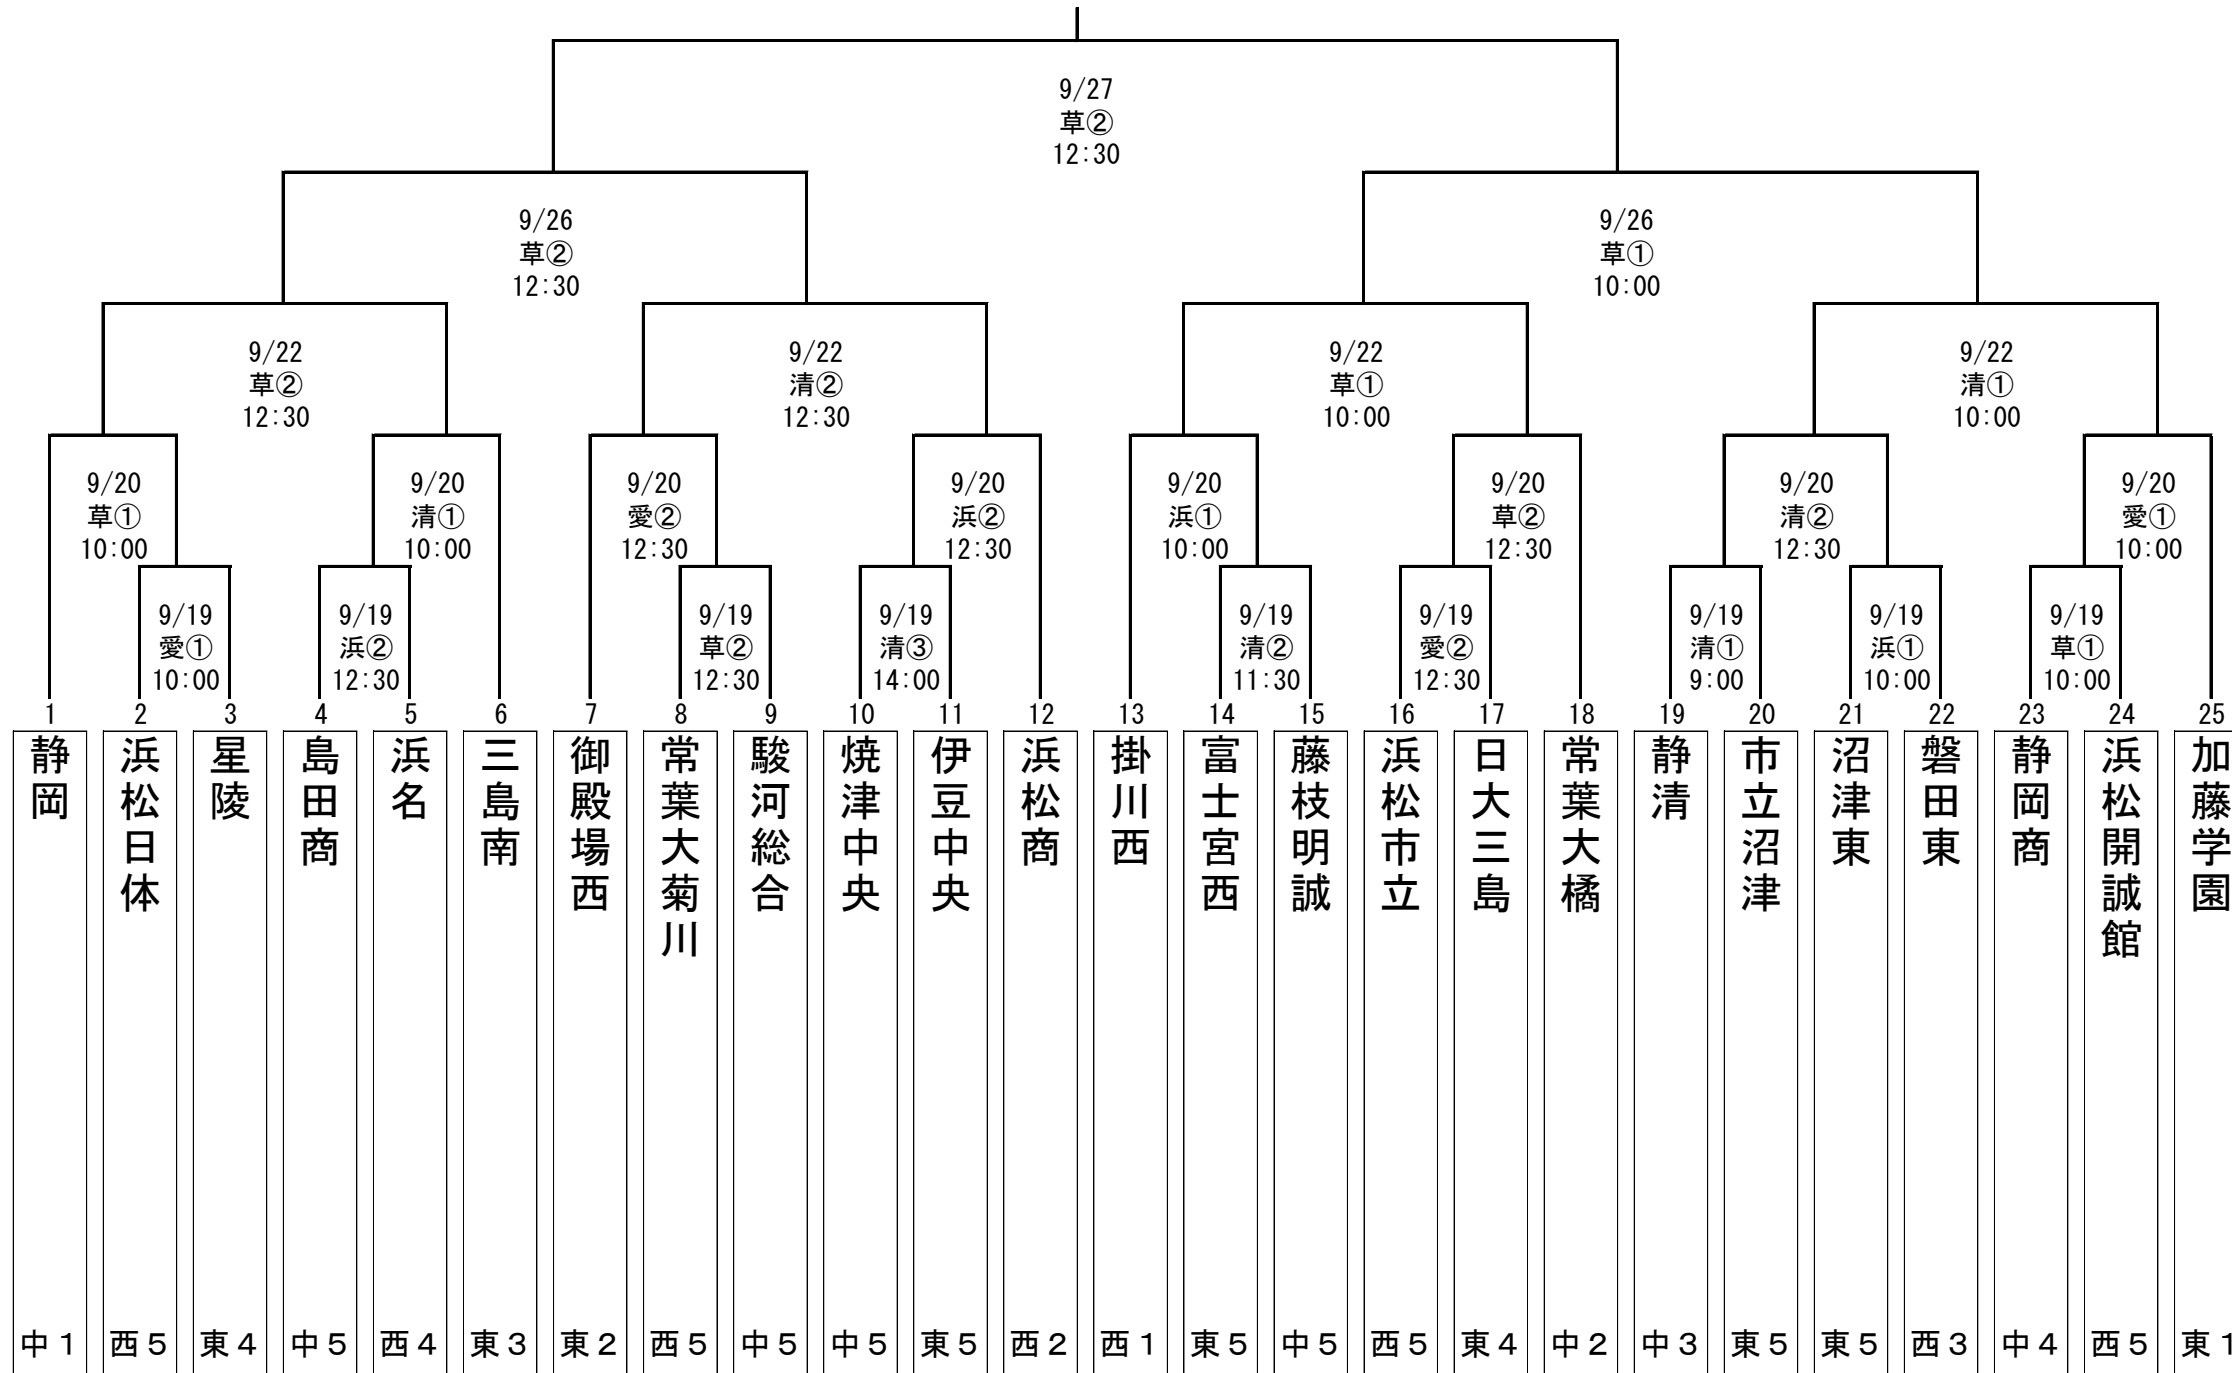 9/27
草②
12:30
9/26
草②
12:30
9/26
草①
10:00
9/22
草②
12:30
9/22
清②
12:30
9/22
草①
10:00
9/22
清①
10:00
9/20
草①
10:00
9/20
清①
10:00
9/20
愛②
12:30
9/20
浜②
12:30
9/20
浜①
10:00
9/20
草②
12:30
9/20
清②
12:30
9/20
愛①
10:00
9/19
愛①
10:00
9/19
浜②
12:30
9/19
草②
12:30
9/19
清③
14:00
9/19
清②
11:30
9/19
愛②
12:30
9/19
清①
9:00
9/19
浜①
10:00
9/19
草①
10:00
1
静岡
中1
2
浜松日体
西5
3
星陵
東4
4
島田商
中5
5
浜名
西4
6
三島南
東3
7
御殿場西
東2
8
常葉大菊川
西5
9
駿河総合
中5
10
焼津中央
中5
11
伊豆中央
東5
12
浜松商
西2
13
掛川西
西1
14
富士宮西
東5
15
藤枝明誠
中5
16
浜松市立
西5
17
日大三島
東4
18
常葉大橘
中2
19
静清
中3
20
市立沼津
東5
21
沼津東
東5
22
磐田東
西3
23
静岡商
中4
24
浜松開誠館
西5
25
加藤学園
東1